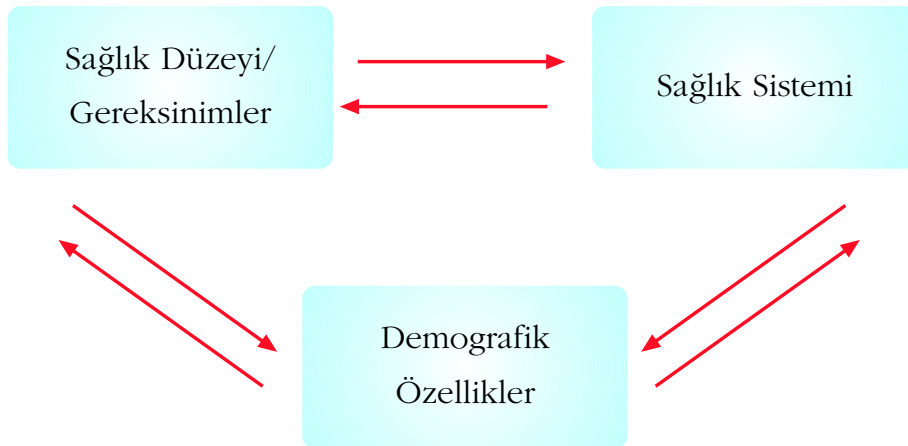 Sağlık Düzeyi/
Gereksinimler
Sağlık Sistemi
Demografik
Özellikler